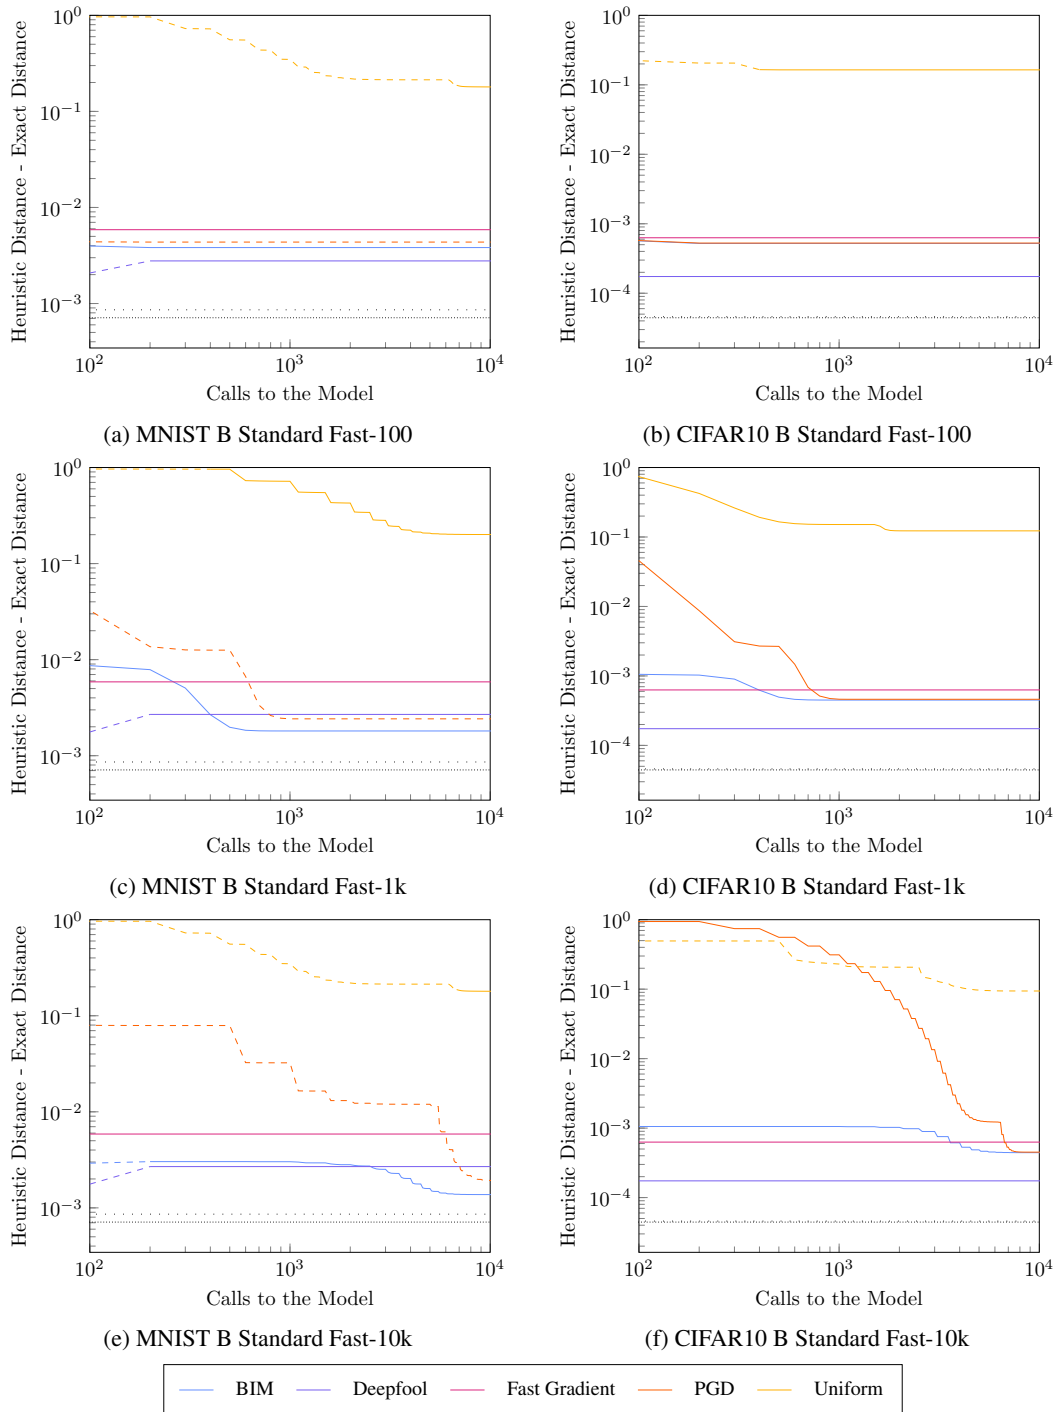 10^0
10^-1
10^-2
10^-3
10^2
10^3
10^4
Heuristic Distance - Exact Distance
Calls to the Model
(a) MNIST B Standard Fast-100
10^0
10^-1
10^-2
10^-3
10^-4
10^2
10^3
10^4
Heuristic Distance - Exact Distance
Calls to the Model
(b) CIFAR10 B Standard Fast-100
10^0
10^-1
10^-2
10^-3
10^2
10^3
10^4
Heuristic Distance - Exact Distance
Calls to the Model
(c) MNIST B Standard Fast-1k
10^0
10^-1
10^-2
10^-3
10^-4
10^2
10^3
10^4
Heuristic Distance - Exact Distance
Calls to the Model
(d) CIFAR10 B Standard Fast-1k
10^0
10^-1
10^-2
10^-3
10^2
10^3
10^4
Heuristic Distance - Exact Distance
Calls to the Model
(e) MNIST B Standard Fast-10k
10^0
10^-1
10^-2
10^-3
10^-4
10^2
10^3
10^4
Heuristic Distance - Exact Distance
Calls to the Model
(f) CIFAR10 B Standard Fast-10k
BIM Deepfool Fast Gradient PGD Uniform